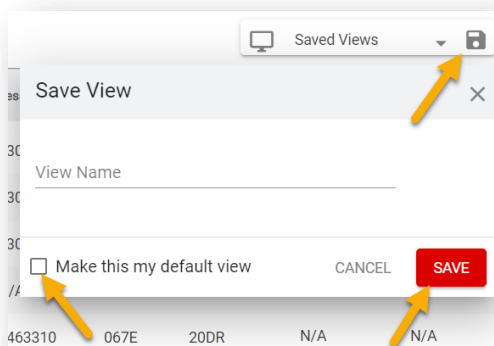 Saved Views
Save View
View Name
Make this my default view
CANCEL
SAVE
463310 067E 20DR N/A N/A